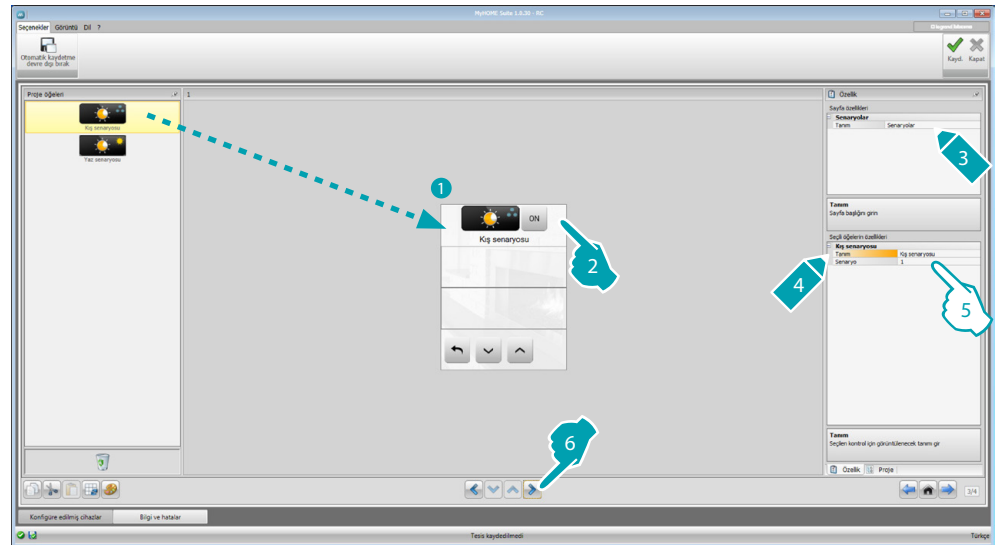 MyHOME Suite 1.0.30 - RC
Seçenekler Görüntü Dil ?
Otomatik kaydetme
devre dışı bırak
Kayd. Kapat
Proje öğeleri
1
Özellik
Kış senaryosu
Yaz senaryosu
Sayfa özellikleri
Senaryolar
Tanım Senaryolar
3
Tanım
Sayfa başlığını girin
1
ON
Kış senaryosu
2
Seçili öğelerin özellikleri
Kış senaryosu
Tanım Kış senaryosu
Senaryo 1
4
5
6
Tanım
Seçilen kontrol için görüntülenecek tanımı gir
Özellik Proje
3/4
Konfigüre edilmiş cihazlar Bilgi ve hatalar
Tesis kaydedilmedi
Türkçe